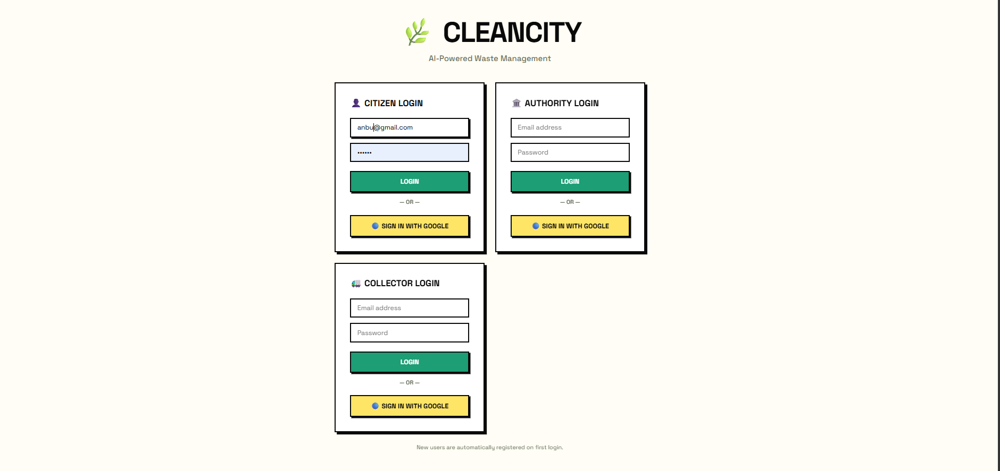 CLEANCITY
AI-Powered Waste Management
CITIZEN LOGIN
anbu@gmail.com
••••••
LOGIN
— OR —
SIGN IN WITH GOOGLE
AUTHORITY LOGIN
Email address
Password
LOGIN
— OR —
SIGN IN WITH GOOGLE
COLLECTOR LOGIN
Email address
Password
LOGIN
— OR —
SIGN IN WITH GOOGLE
New users are automatically registered on first login.